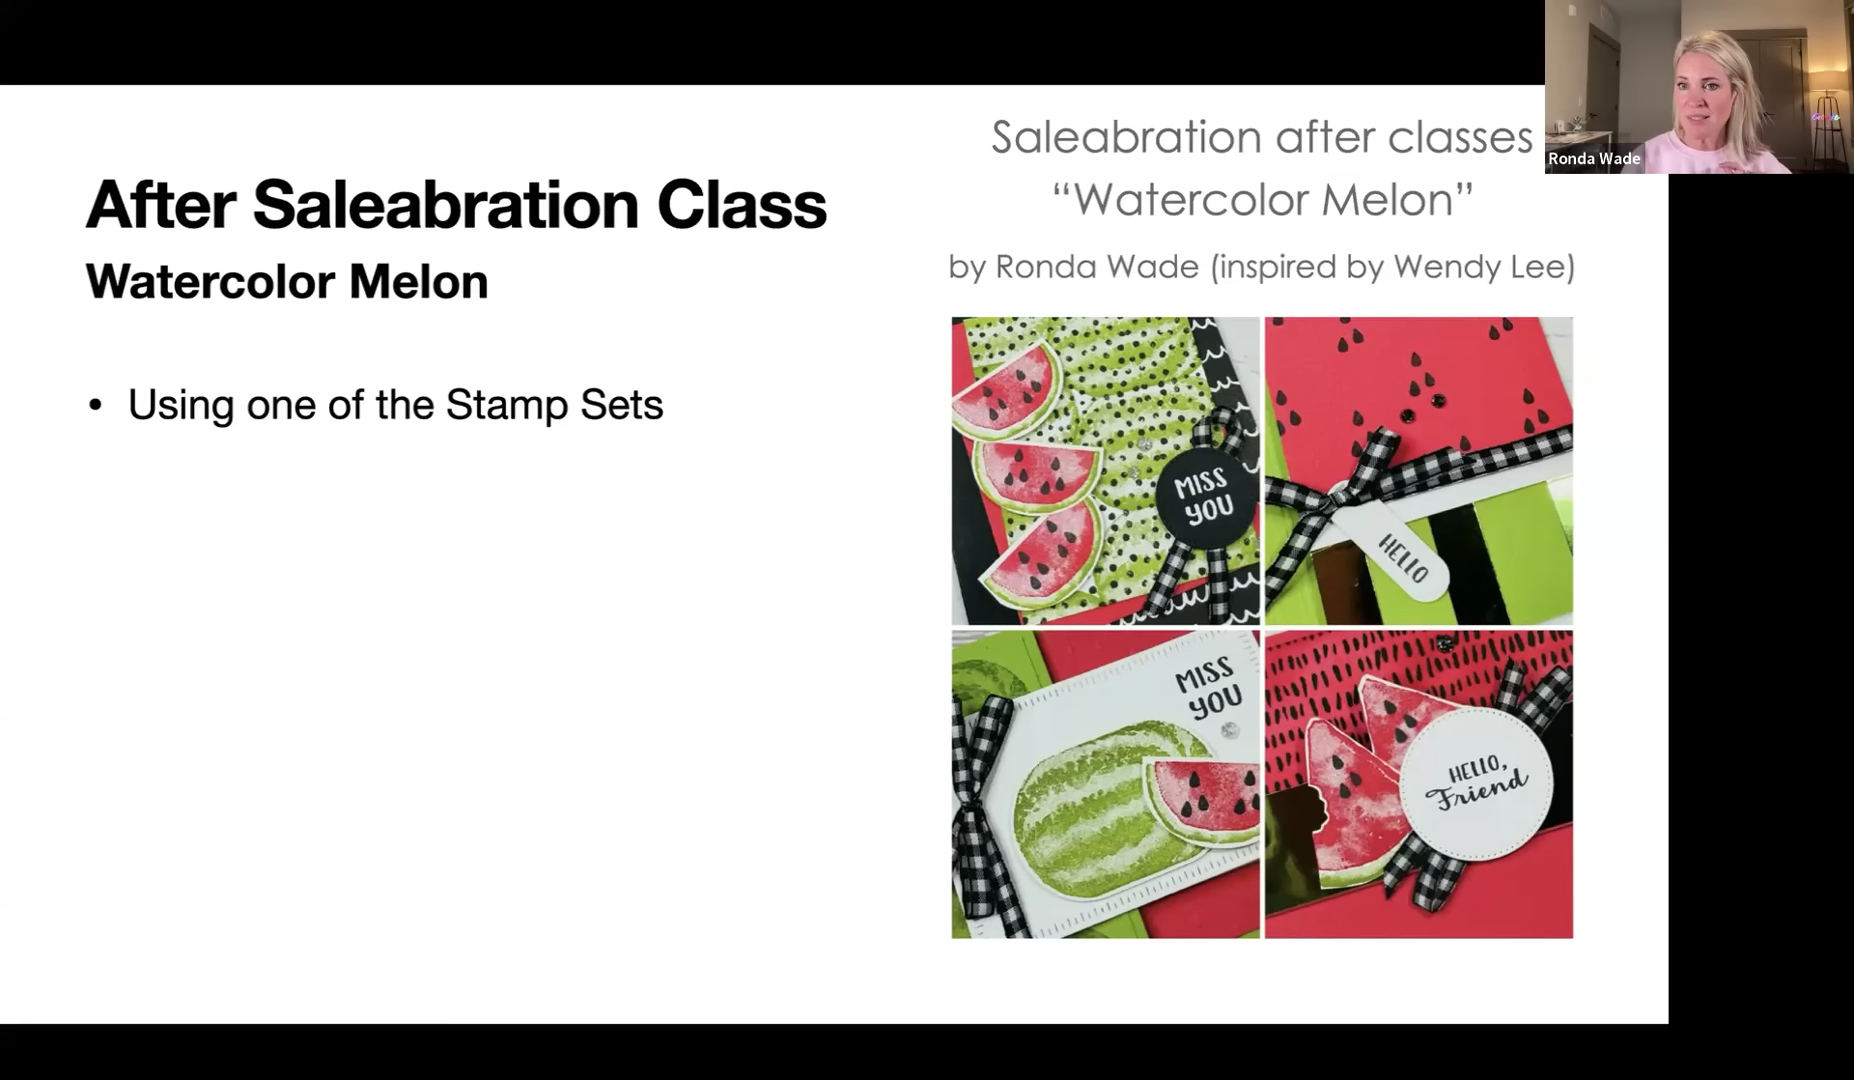 After Saleabration Class
Watercolor Melon
• Using one of the Stamp Sets
Saleabration after classes
“Watercolor Melon”
by Ronda Wade (inspired by Wendy Lee)
MISS
YOU
HELLO
MISS
YOU
HELLO,
Friend
Ronda Wade